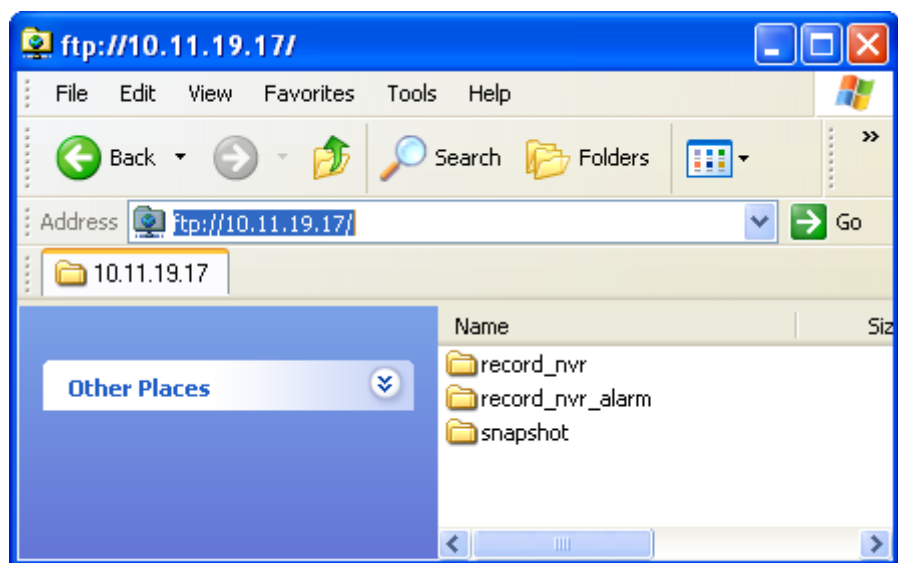 ftp://10.11.19.17/
File Edit View Favorites Tools Help
Back Search Folders »
Address ftp://10.11.19.17/ Go
10.11.19.17
Name Siz
Other Places
record_nvr
record_nvr_alarm
snapshot